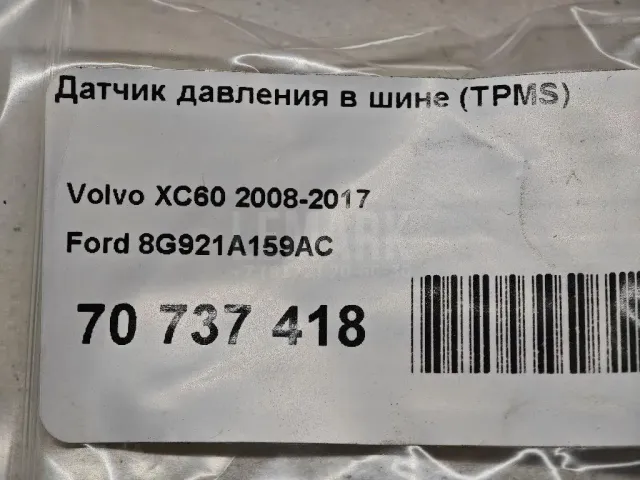 Датчик давления в шине (TPMS)
Volvo XC60 2008-2017
Ford 8G921A159AC
70 737 418